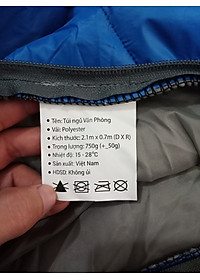 • Tên: Túi ngủ Văn Phòng
• Vải: Polyester
• Kích thước: 2.1m x 0.7m (D X R)
• Trọng lượng: 750g (+_50g)
• Nhiệt độ: 15 - 28°C
• Sản xuất: Việt Nam
• HDSD: Không ủi